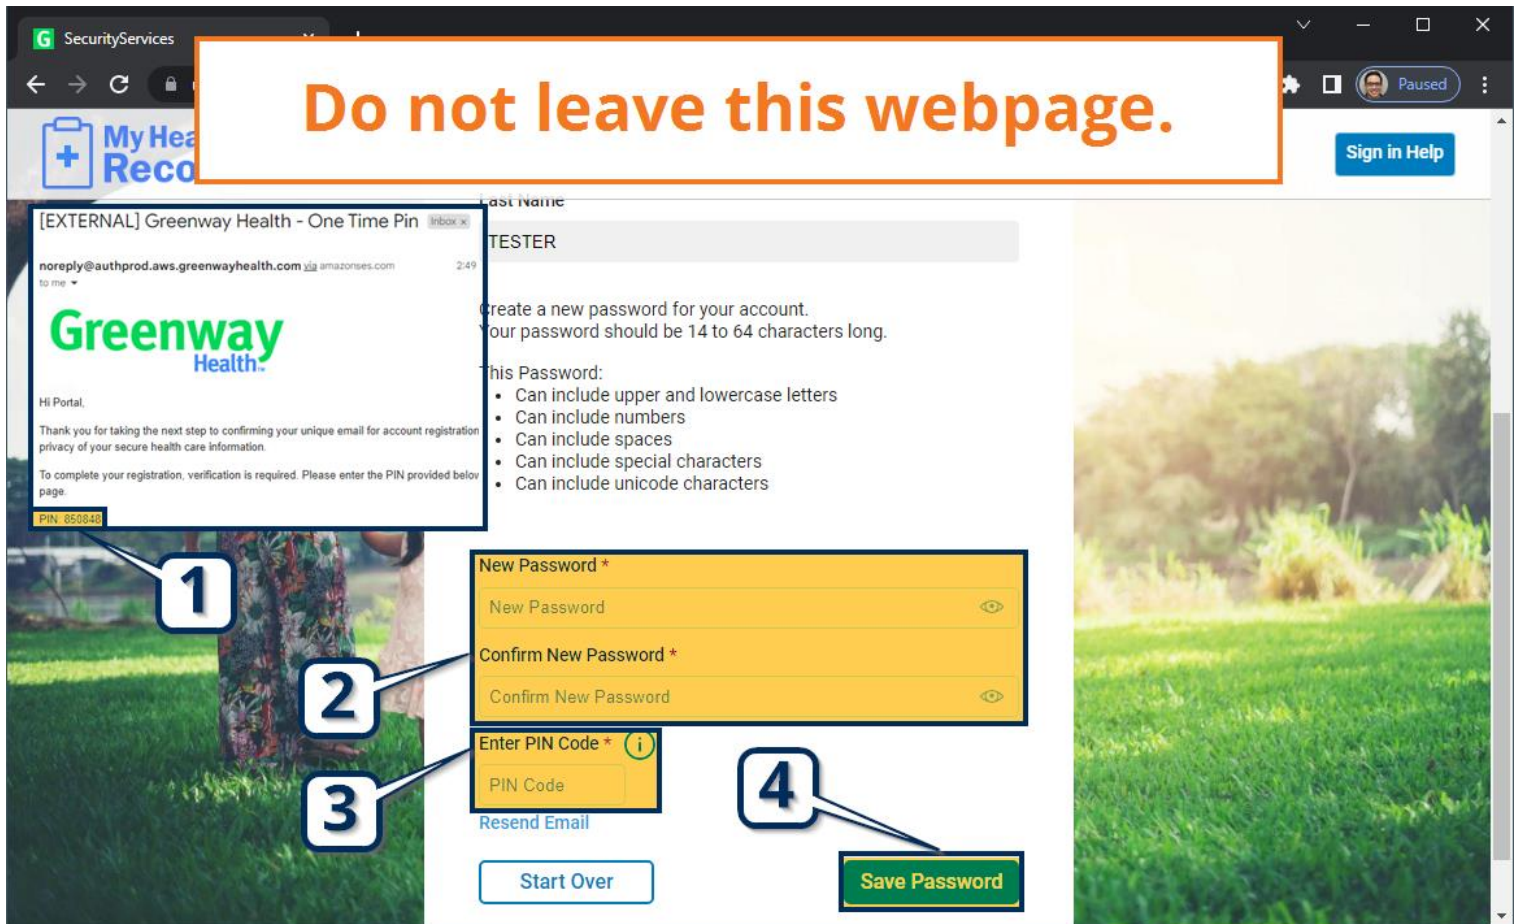 SecurityServices
Paused
Do not leave this webpage.
My Hea
Reco
Sign in Help
[EXTERNAL] Greenway Health - One Time Pin Inbox x
noreply@authprod.aws.greenwayhealth.com via amazonses.com 2:49
to me
Greenway
Health
Hi Portal,
Thank you for taking the next step to confirming your unique email for account registration
privacy of your secure health care information.
To complete your registration, verification is required. Please enter the PIN provided below
page.
PIN: 850848
1
Last Name
TESTER
Create a new password for your account.
Your password should be 14 to 64 characters long.
This Password:
• Can include upper and lowercase letters
• Can include numbers
• Can include spaces
• Can include special characters
• Can include unicode characters
New Password *
New Password
2
Confirm New Password *
Confirm New Password
3
Enter PIN Code * i
PIN Code
Resend Email
4
Start Over
Save Password